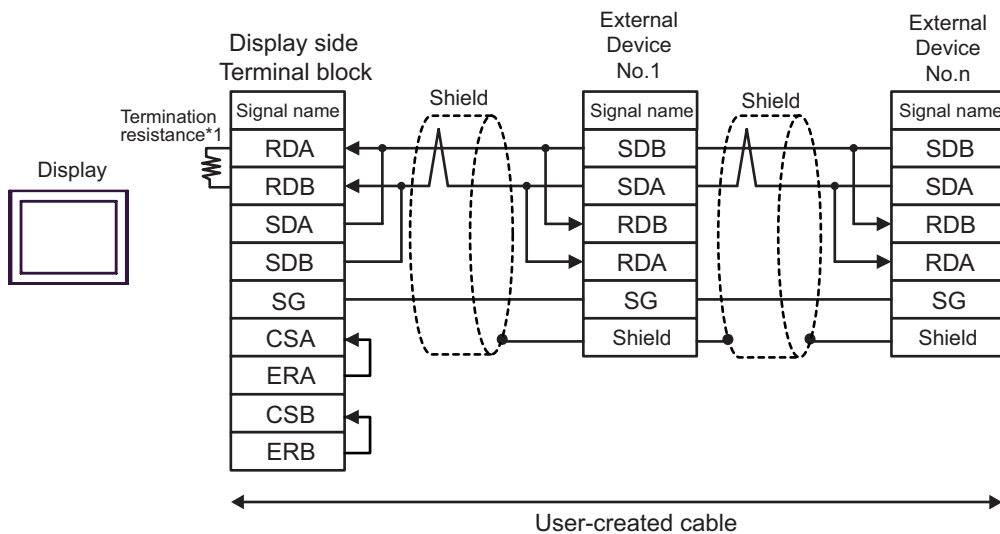 Display
Termination
resistance*1
Display side
Terminal block
Signal name
RDA
RDB
SDA
SDB
SG
CSA
ERA
CSB
ERB
Shield
External
Device
No.1
Signal name
SDB
SDA
RDB
RDA
SG
Shield
Shield
External
Device
No.n
Signal name
SDB
SDA
RDB
RDA
SG
Shield
User-created cable